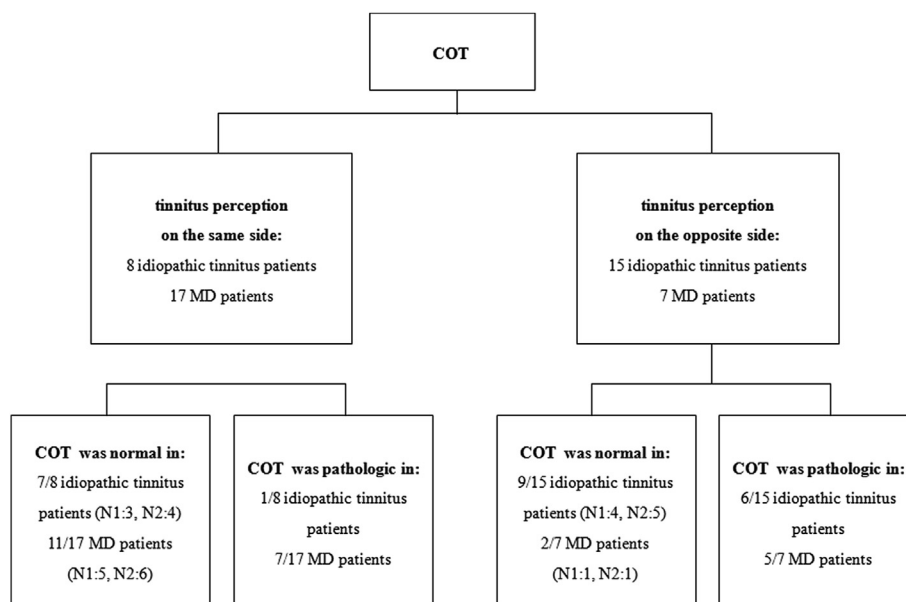 COT
tinnitus perception
on the same side:
8 idiopathic tinnitus patients
17 MD patients
tinnitus perception
on the opposite side:
15 idiopathic tinnitus patients
7 MD patients
COT was normal in:
7/8 idiopathic tinnitus
patients (N1:3, N2:4)
11/17 MD patients
(N1:5, N2:6)
COT was pathologic in:
1/8 idiopathic tinnitus
patients
7/17 MD patients
COT was normal in:
9/15 idiopathic tinnitus
patients (N1:4, N2:5)
2/7 MD patients
(N1:1, N2:1)
COT was pathologic in:
6/15 idiopathic tinnitus
patients
5/7 MD patients